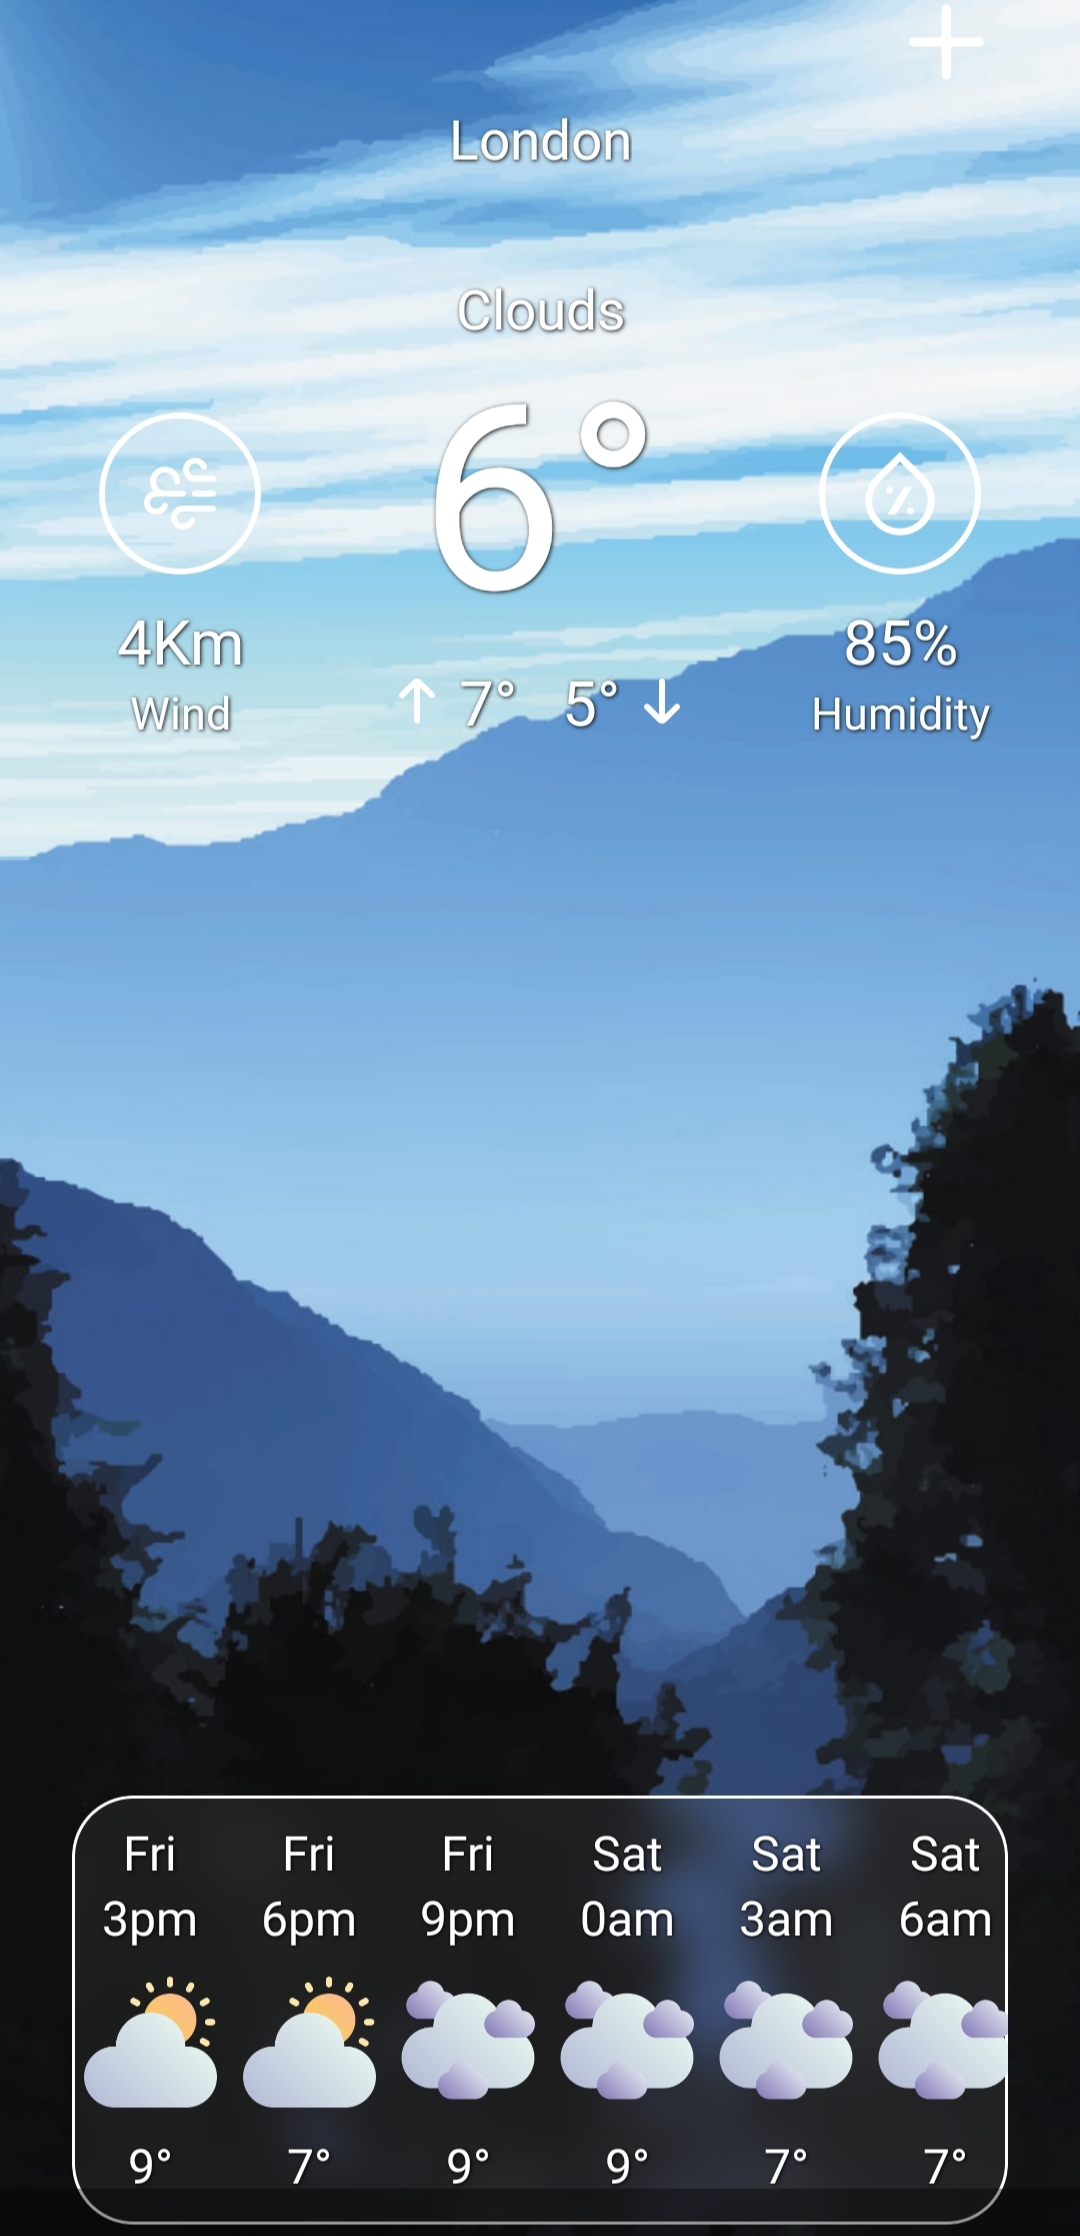 London
Clouds
6°
4Km
Wind
↑ 7° 5° ↓
85%
Humidity
Fri Fri Fri Sat Sat Sat
3pm 6pm 9pm 0am 3am 6am
9° 7° 9° 9° 7° 7°